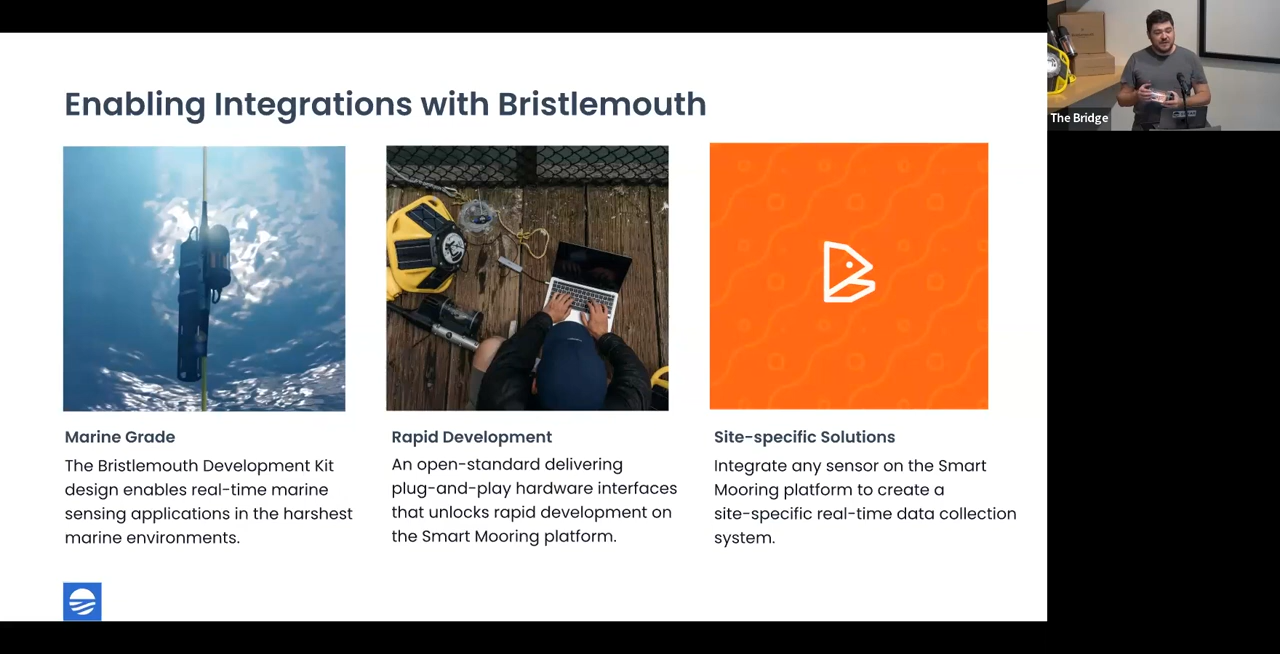 Enabling Integrations with Bristlemouth
The Bridge
Marine Grade
The Bristlemouth Development Kit
design enables real-time marine
sensing applications in the harshest
marine environments.
Rapid Development
An open-standard delivering
plug-and-play hardware interfaces
that unlocks rapid development on
the Smart Mooring platform.
Site-specific Solutions
Integrate any sensor on the Smart
Mooring platform to create a
site-specific real-time data collection
system.